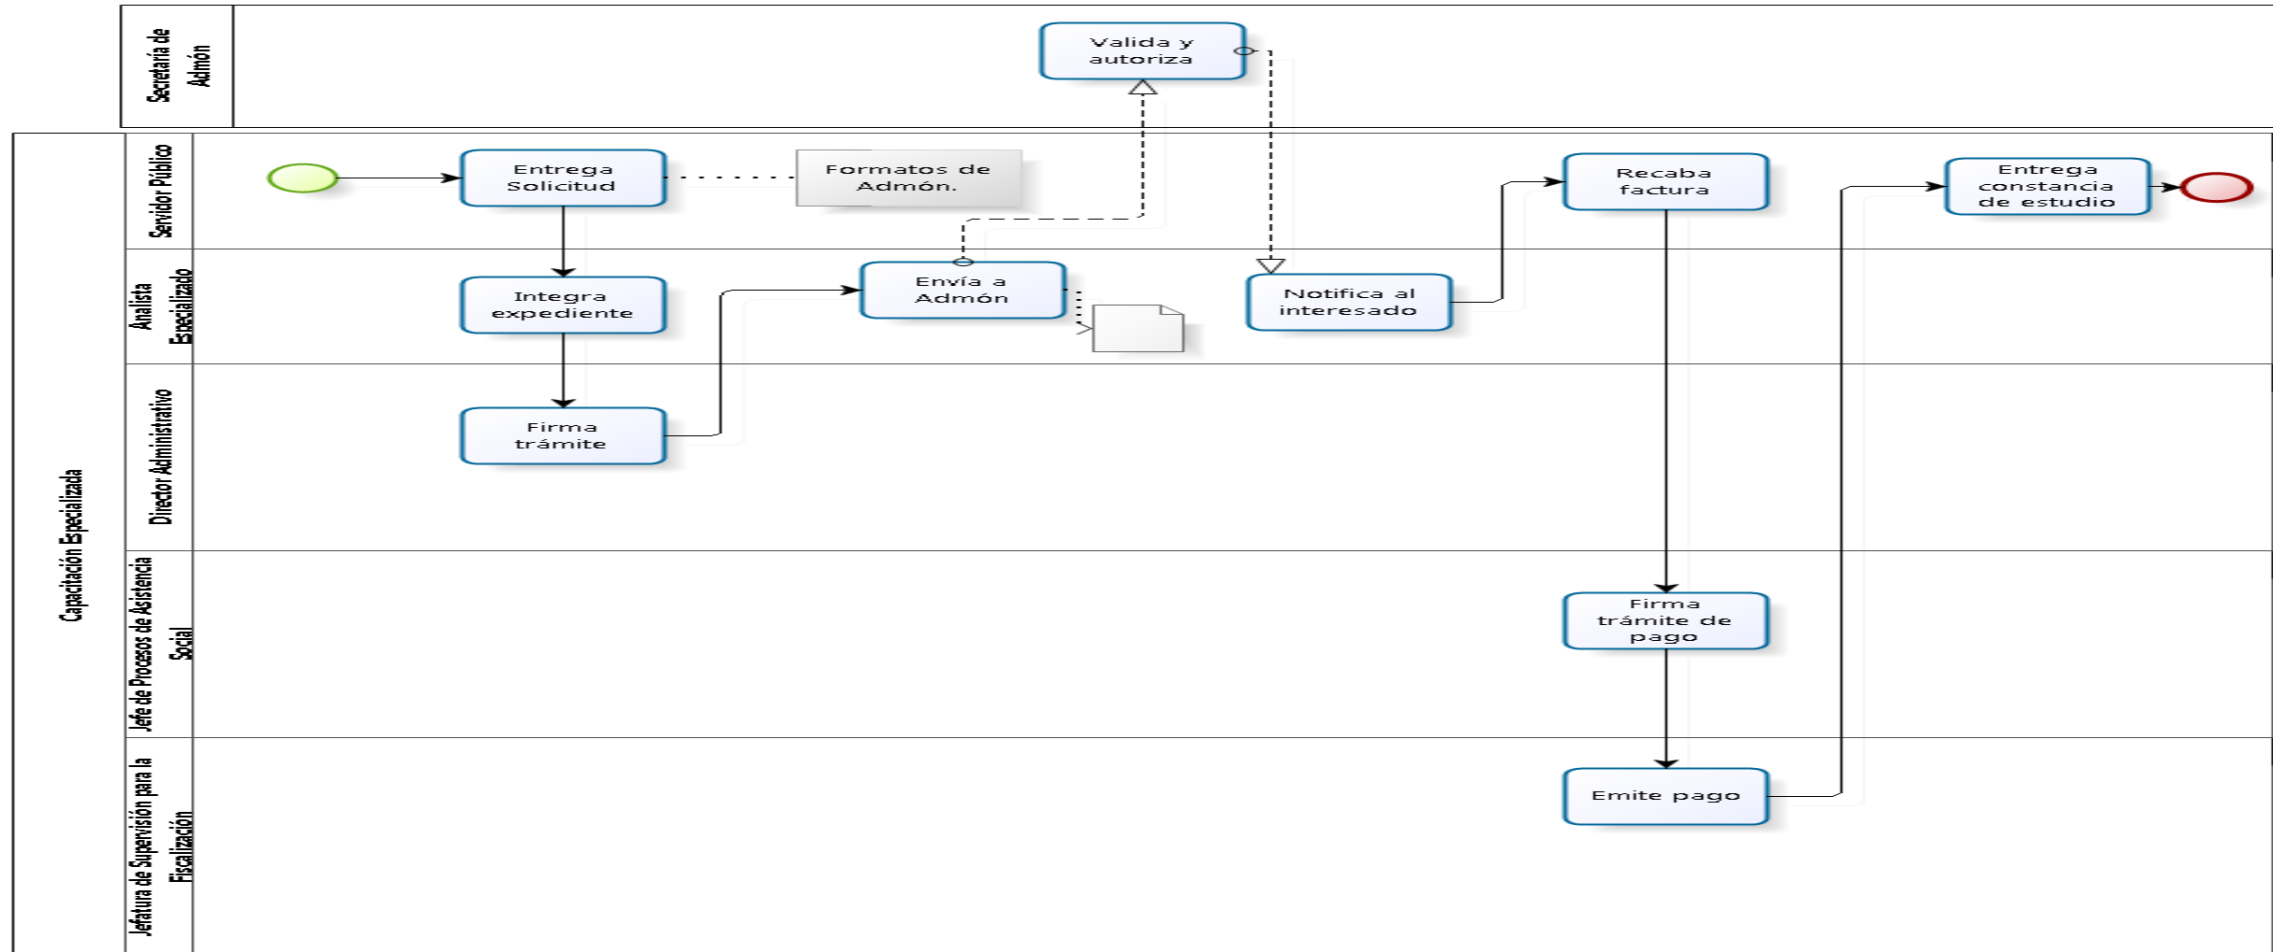 Secretaría de
Admón
Valida y
autoriza
Capacitación Especializada
Servidor Público
Entrega
Solicitud
Formatos de
Admón.
Recaba
factura
Entrega
constancia
de estudio
Analista
Especializado
Integra
expediente
Envía a
Admón
Notifica al
interesado
Director Administrativo
Firma
trámite
Jefe de Procesos de Asistencia
Social
Firma
trámite de
pago
Jefatura de Supervisión para la
Fiscalización
Emite pago